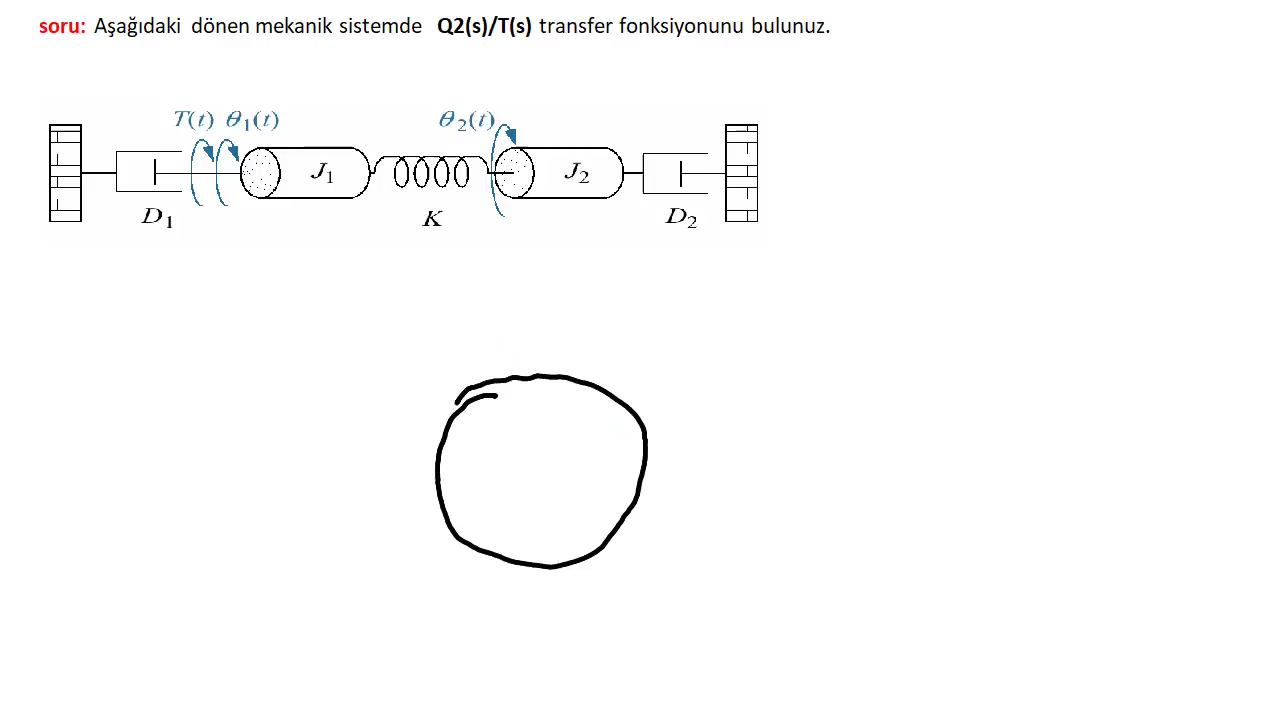 soru: Aşağıdaki dönen mekanik sistemde Q2(s)/T(s) transfer fonksiyonunu bulunuz.
T(t) θ1(t) θ2(t)
J1 J2
D1 K D2